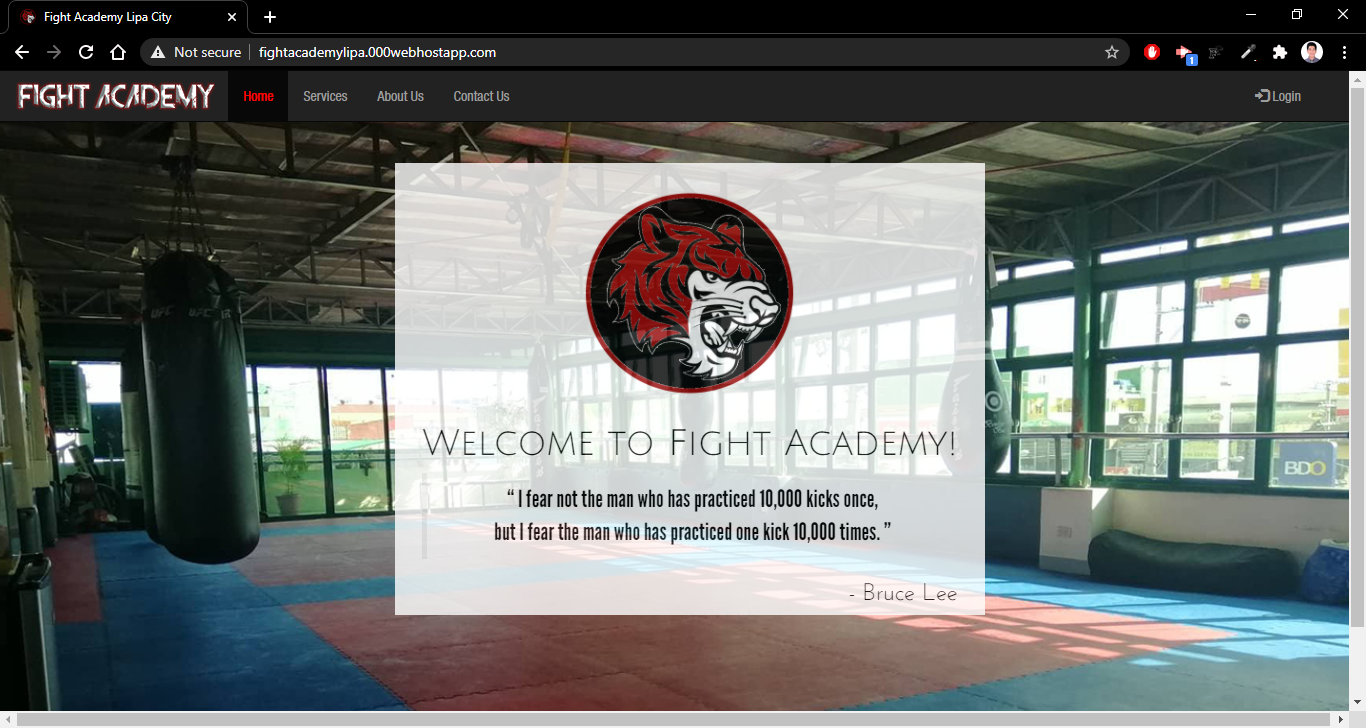 Fight Academy Lipa City
Not secure
fightacademylipa.000webhostapp.com
1
FIGHT ACADEMY
Home
Services
About Us
Contact Us
Login
UFC UFC
Welcome to Fight Academy!
“ I fear not the man who has practiced 10,000 kicks once,
but I fear the man who has practiced one kick 10,000 times. ”
- Bruce Lee
BDO